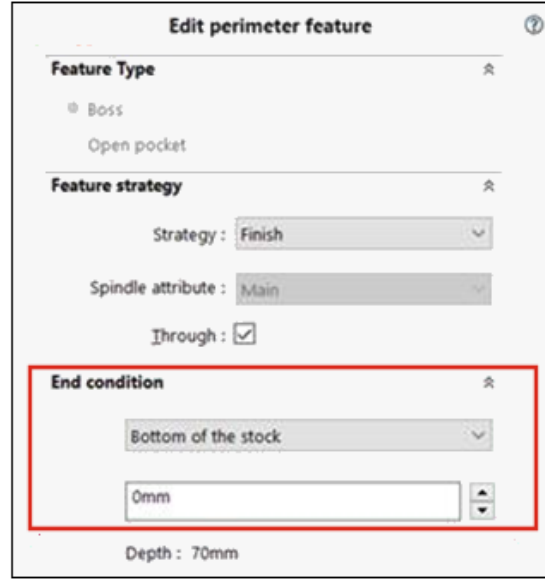 Edit perimeter feature
Feature Type
Boss
Open pocket
Feature strategy
Strategy : Finish
Spindle attribute : Main
Through :
End condition
Bottom of the stock
0mm
Depth : 70mm